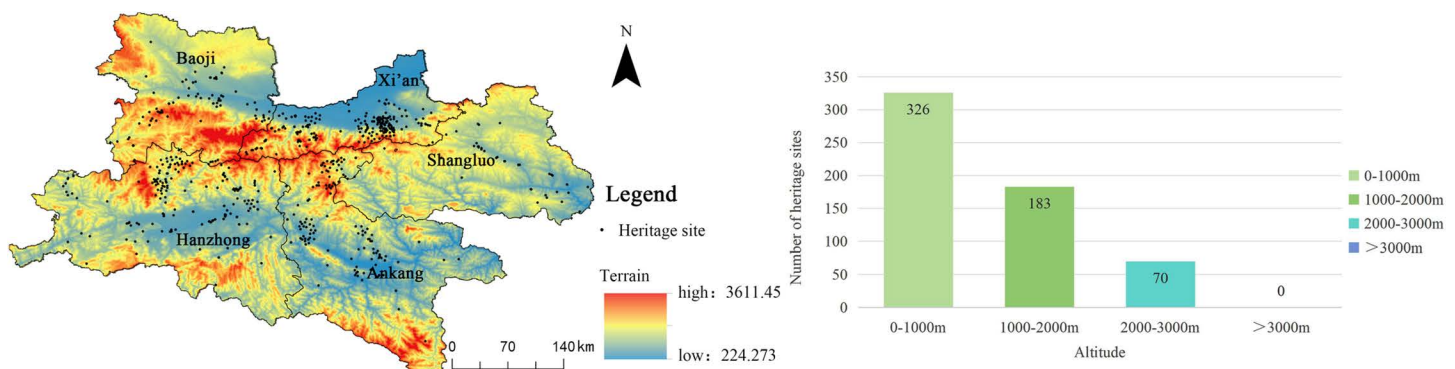 Baoji
Xi'an
Shangluo
Hanzhong
Ankang
N
Legend
Heritage site
Terrain
high：3611.45
low：224.273
0 70 140 km
Number of heritage sites
350
300
250
200
150
100
50
0
326
183
70
0
0-1000m 1000-2000m 2000-3000m ＞3000m
Altitude
0-1000m
1000-2000m
2000-3000m
＞3000m